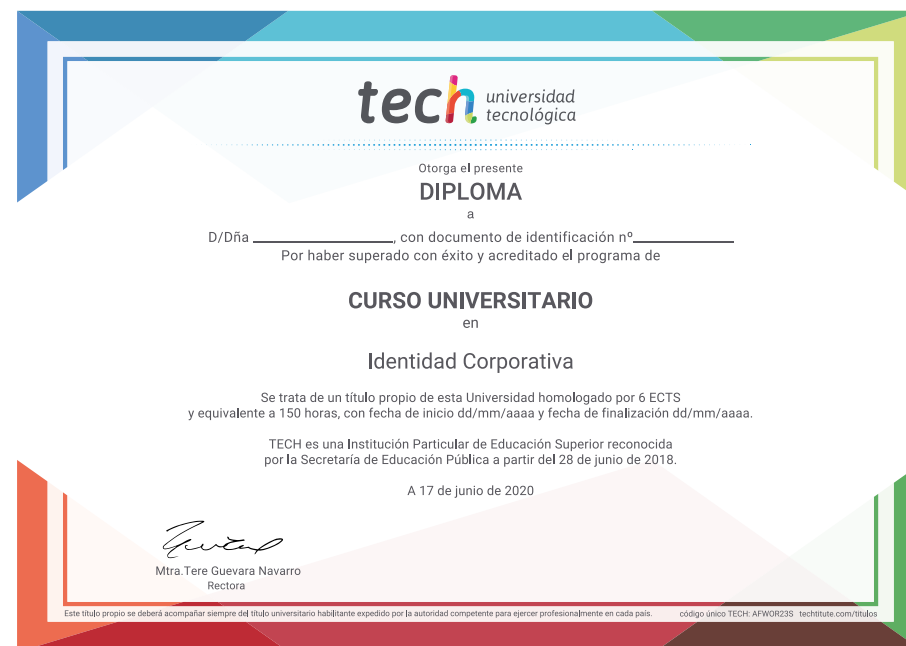 tech universidad
tecnológica
Otorga el presente
DIPLOMA
a
D/Dña ____________________, con documento de identificación nº______________
Por haber superado con éxito y acreditado el programa de
CURSO UNIVERSITARIO
en
Identidad Corporativa
Se trata de un título propio de esta Universidad homologado por 6 ECTS
y equivalente a 150 horas, con fecha de inicio dd/mm/aaaa y fecha de finalización dd/mm/aaaa.
TECH es una Institución Particular de Educación Superior reconocida
por la Secretaría de Educación Pública a partir del 28 de junio de 2018.
A 17 de junio de 2020
Mtra.Tere Guevara Navarro
Rectora
Este título propio se deberá acompañar siempre del título universitario habilitante expedido por la autoridad competente para ejercer profesionalmente en cada país. código único TECH: AFWOR23S techtitute.com/titulos